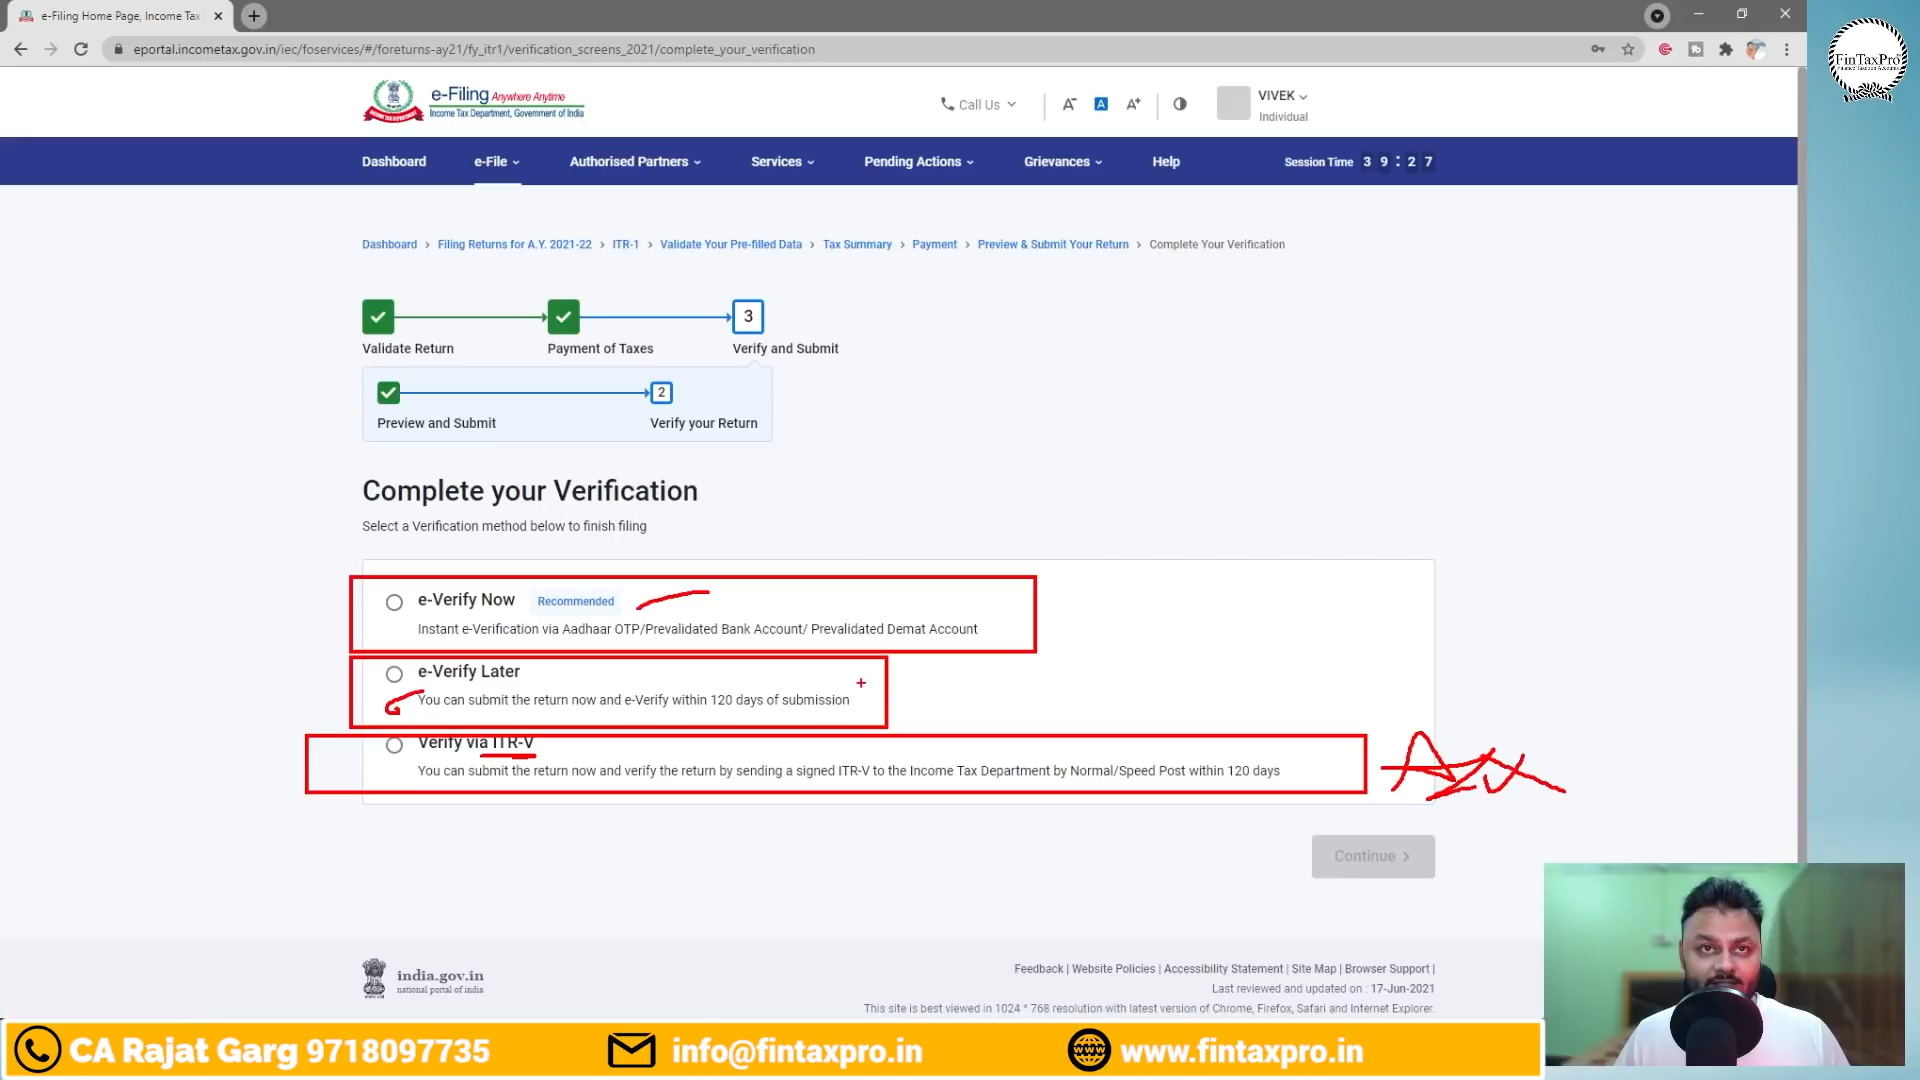 e-Filing Home Page, Income Tax
eportal.incometax.gov.in/iec/foservices/#/foreturns-ay21/fy_itr1/verification_screens_2021/complete_your_verification
FinTaxPro
e-Filing Anywhere Anytime
Income Tax Department, Government of India
Call Us
A-
A
A+
VIVEK
Individual
Dashboard
e-File
Authorised Partners
Services
Pending Actions
Grievances
Help
Session Time 3 9 : 2 7
Dashboard > Filing Returns for A.Y. 2021-22 > ITR-1 > Validate Your Pre-filled Data > Tax Summary > Payment > Preview & Submit Your Return > Complete Your Verification
3
Validate Return
Payment of Taxes
Verify and Submit
2
Preview and Submit
Verify your Return
Complete your Verification
Select a Verification method below to finish filing
e-Verify Now Recommended
Instant e-Verification via Aadhaar OTP/Prevalidated Bank Account/ Prevalidated Demat Account
e-Verify Later
You can submit the return now and e-Verify within 120 days of submission
Verify via ITR-V
You can submit the return now and verify the return by sending a signed ITR-V to the Income Tax Department by Normal/Speed Post within 120 days
Continue >
india.gov.in
national portal of india
Feedback | Website Policies | Accessibility Statement | Site Map | Browser Support |
Last reviewed and updated on : 17-Jun-2021
This site is best viewed in 1024 * 768 resolution with latest version of Chrome, Firefox, Safari and Internet Explorer.
CA Rajat Garg 9718097735
info@fintaxpro.in
www.fintaxpro.in